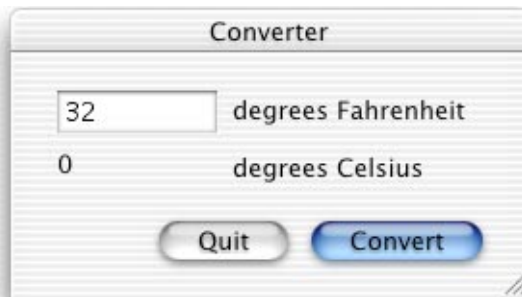 Converter
32 degrees Fahrenheit
0 degrees Celsius
Quit Convert